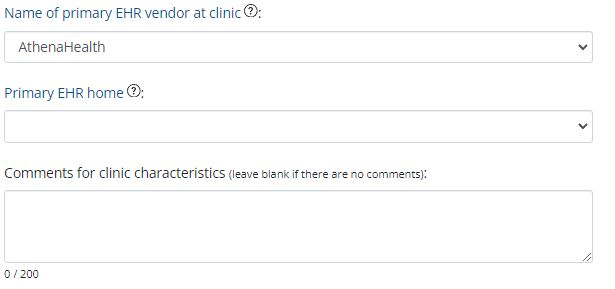 Name of primary EHR vendor at clinic ?:
AthenaHealth
Primary EHR home ?:
Comments for clinic characteristics (leave blank if there are no comments):
0 / 200